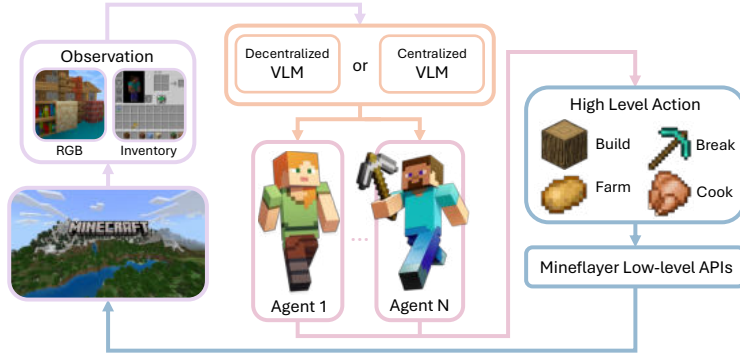 Observation
RGB
Inventory
MINECRAFT
Decentralized
VLM
or
Centralized
VLM
Agent 1
...
Agent N
High Level Action
Build
Break
Farm
Cook
Mineflayer Low-level APIs